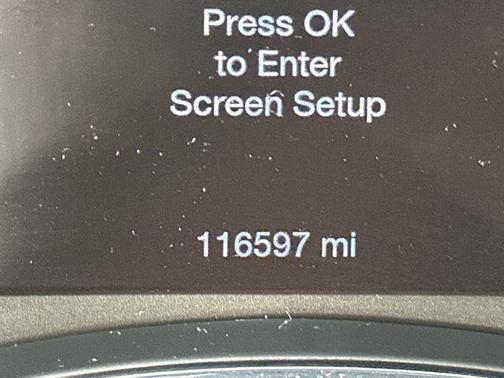 Press OK
to Enter
Screen Setup
116597 mi